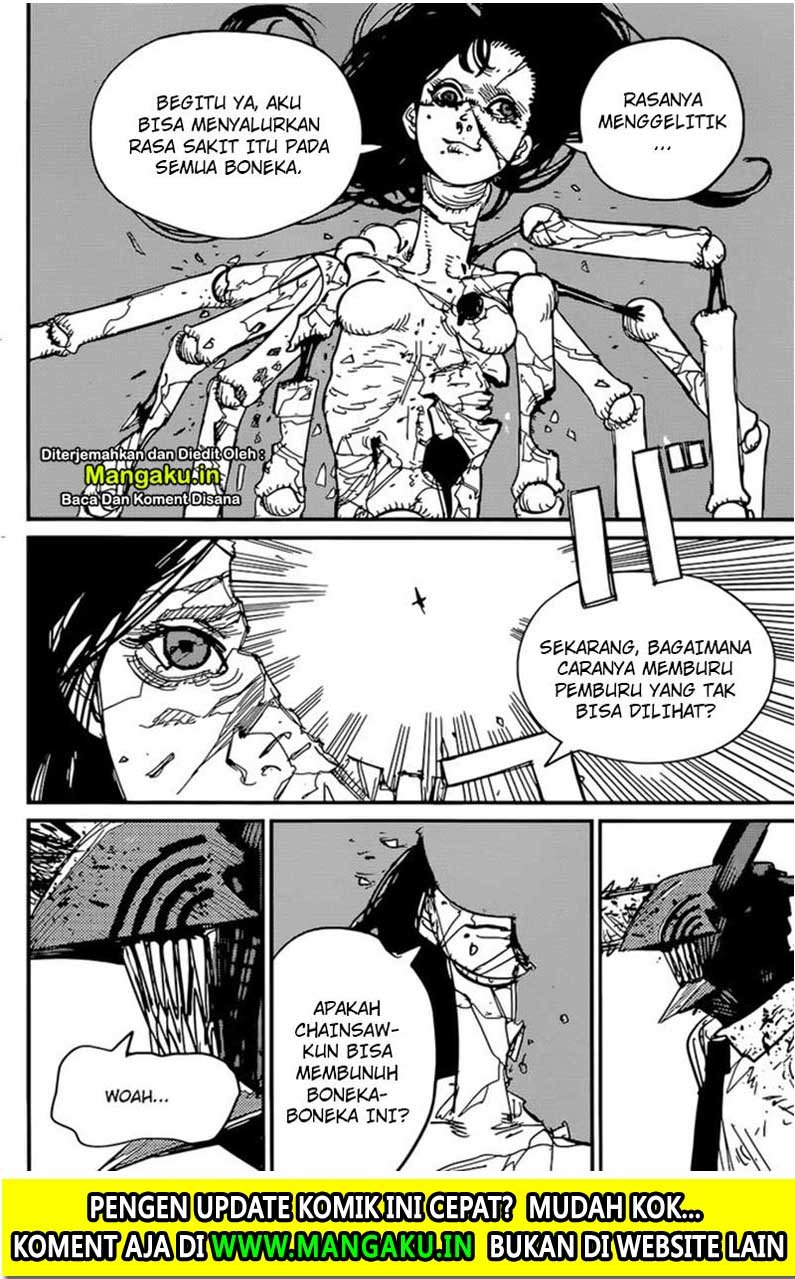 RASANYA
MENGGELITIK
...
BEGITU YA, AKU
BISA MENYALURKAN
RASA SAKIT ITU PADA
SEMUA BONEKA.
Diterjemahkan dan Diedit Oleh :
Mangaku.in
Baca Dan Koment Disana
SEKARANG, BAGAIMANA
CARANYA MEMBURU
PEMBURU YANG TAK
BISA DILIHAT?
APAKAH
CHAINSAW-
KUN BISA
MEMBUNUH
BONEKA-
BONEKA INI?
WOAH...
PENGEN UPDATE KOMIK INI CEPAT? MUDAH KOK...
KOMENT AJA DI WWW.MANGAKU.IN BUKAN DI WEBSITE LAIN